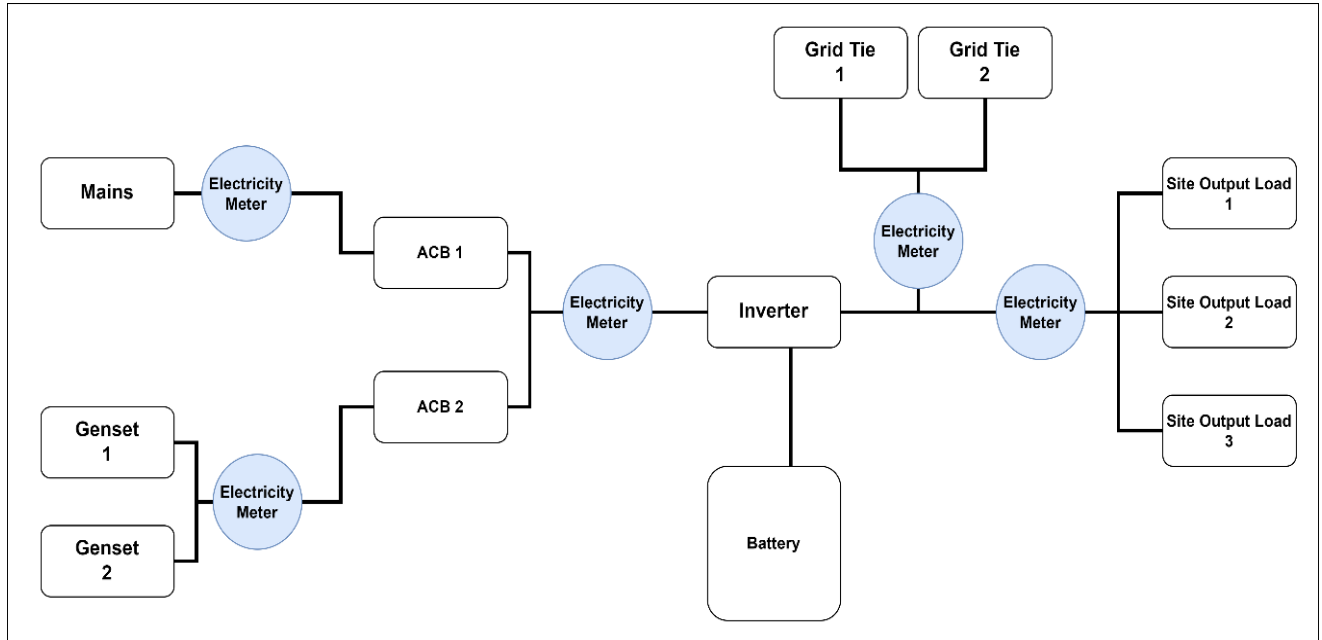 Grid Tie
1
Grid Tie
2
Mains
Electricity
Meter
ACB 1
Electricity
Meter
Site Output Load
1
Electricity
Meter
Inverter
Electricity
Meter
Site Output Load
2
ACB 2
Site Output Load
3
Genset
1
Electricity
Meter
Genset
2
Battery